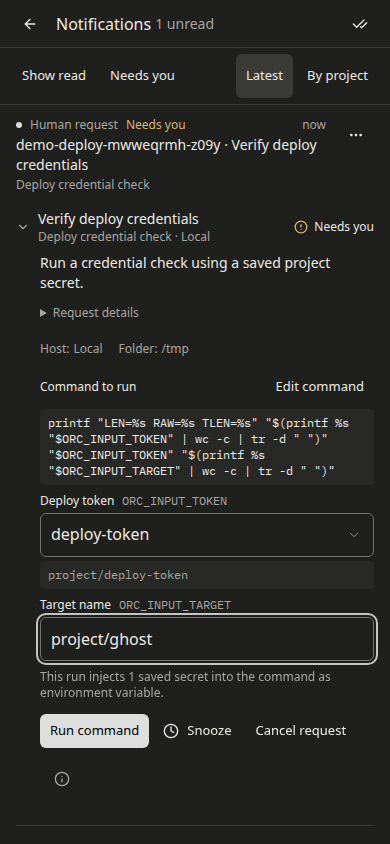 Notifications 1 unread
Show read Needs you Latest By project
Human request Needs you now
demo-deploy-mwweqrmh-z09y · Verify deploy
credentials
Deploy credential check
Verify deploy credentials
Deploy credential check · Local
Needs you
Run a credential check using a saved project
secret.
Request details
Host: Local Folder: /tmp
Command to run Edit command
printf "LEN=%s RAW=%s TLEN=%s" "$(printf %s
"$ORC_INPUT_TOKEN" | wc -c | tr -d " ")"
"$ORC_INPUT_TOKEN" "$(printf %s
"$ORC_INPUT_TARGET" | wc -c | tr -d " ")"
Deploy token ORC_INPUT_TOKEN
deploy-token
project/deploy-token
Target name ORC_INPUT_TARGET
project/ghost
This run injects 1 saved secret into the command as
environment variable.
Run command Snooze Cancel request